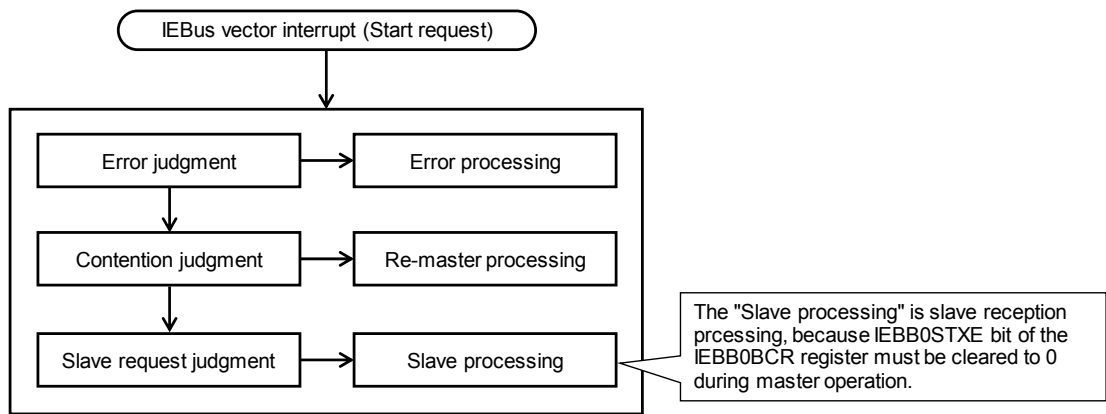 IEBus vector interrupt (Start request)
Error judgment
Error processing
Contention judgment
Re-master processing
Slave request judgment
Slave processing
The "Slave processing" is slave reception
prcessing, because IEBB0STXE bit of the
IEBB0BCR register must be cleared to 0
during master operation.